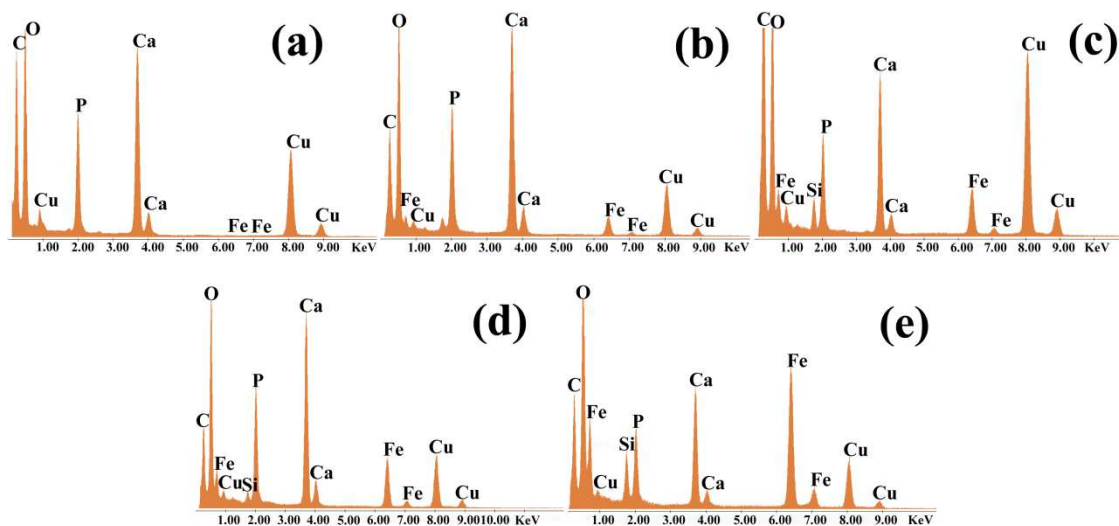 (a)
C O P Ca Ca Cu Fe Fe Cu Cu
1.00 2.00 3.00 4.00 5.00 6.00 7.00 8.00 9.00 KeV
(b)
C O Fe Cu P Ca Ca Fe Fe Cu Cu
1.00 2.00 3.00 4.00 5.00 6.00 7.00 8.00 9.00 KeV
(c)
C O Fe Cu Si P Ca Ca Fe Fe Cu Cu
1.00 2.00 3.00 4.00 5.00 6.00 7.00 8.00 9.00 KeV
(d)
C O Fe Cu Si P Ca Ca Fe Fe Cu Cu
1.00 2.00 3.00 4.00 5.00 6.00 7.00 8.00 9.00 10.00 KeV
(e)
C O Fe Cu Si P Ca Ca Fe Fe Cu Cu
1.00 2.00 3.00 4.00 5.00 6.00 7.00 8.00 9.00 KeV